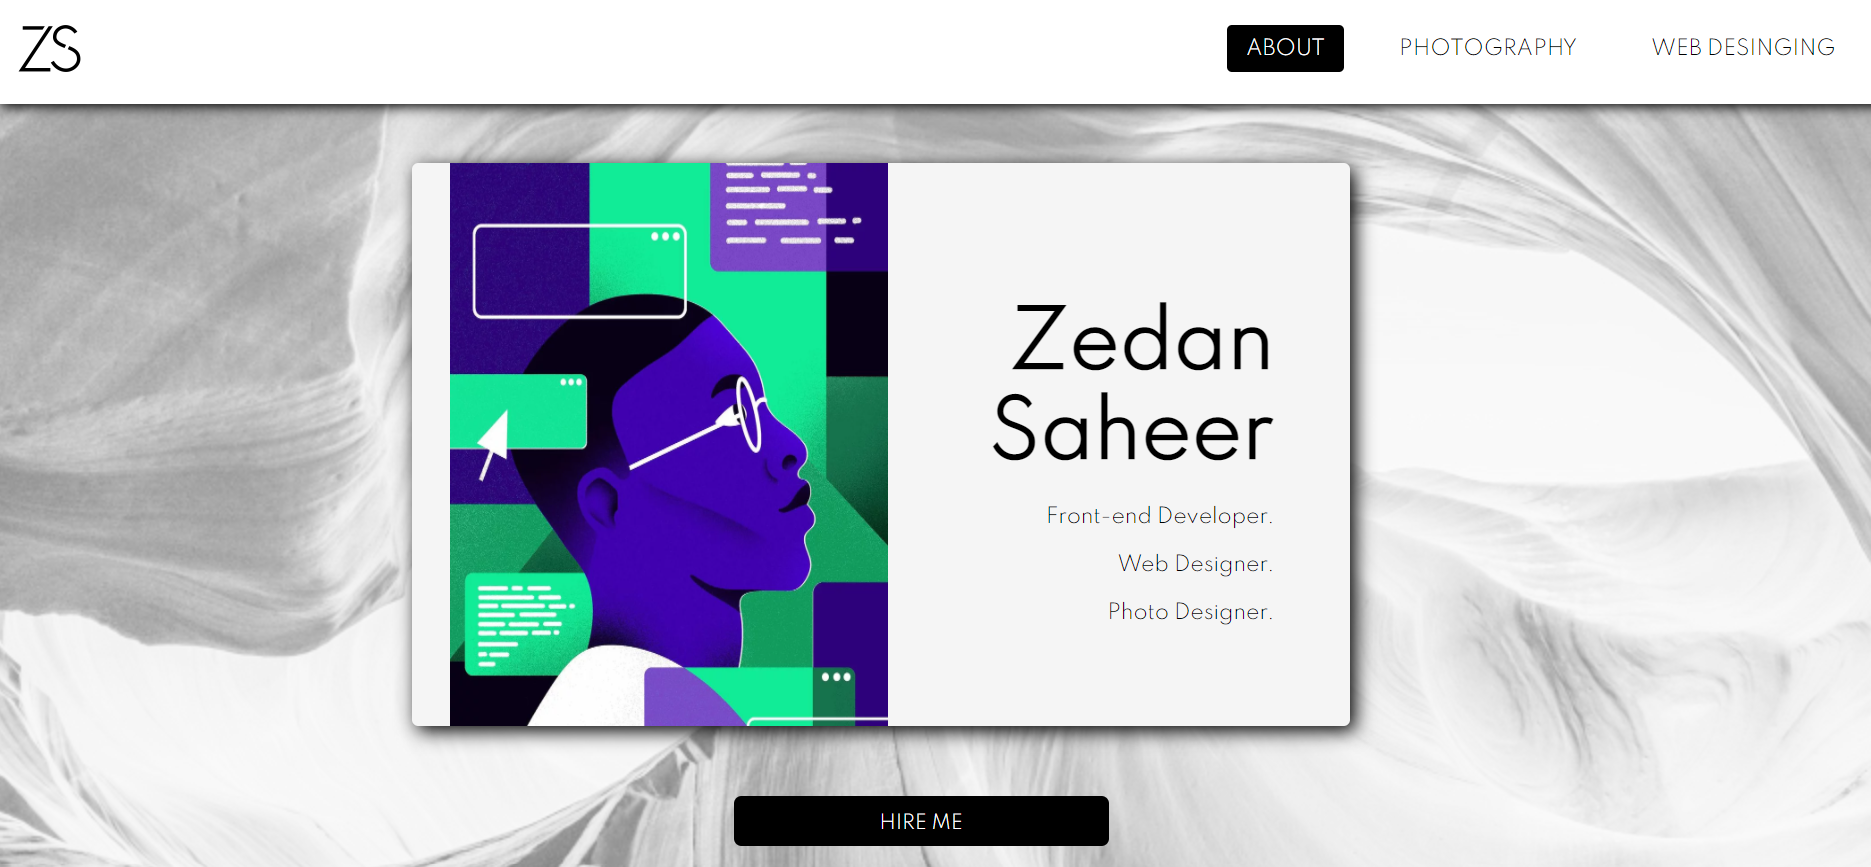 ZS
ABOUT
PHOTOGRAPHY
WEB DESINGING
Zedan
Saheer
Front-end Developer.
Web Designer.
Photo Designer.
HIRE ME